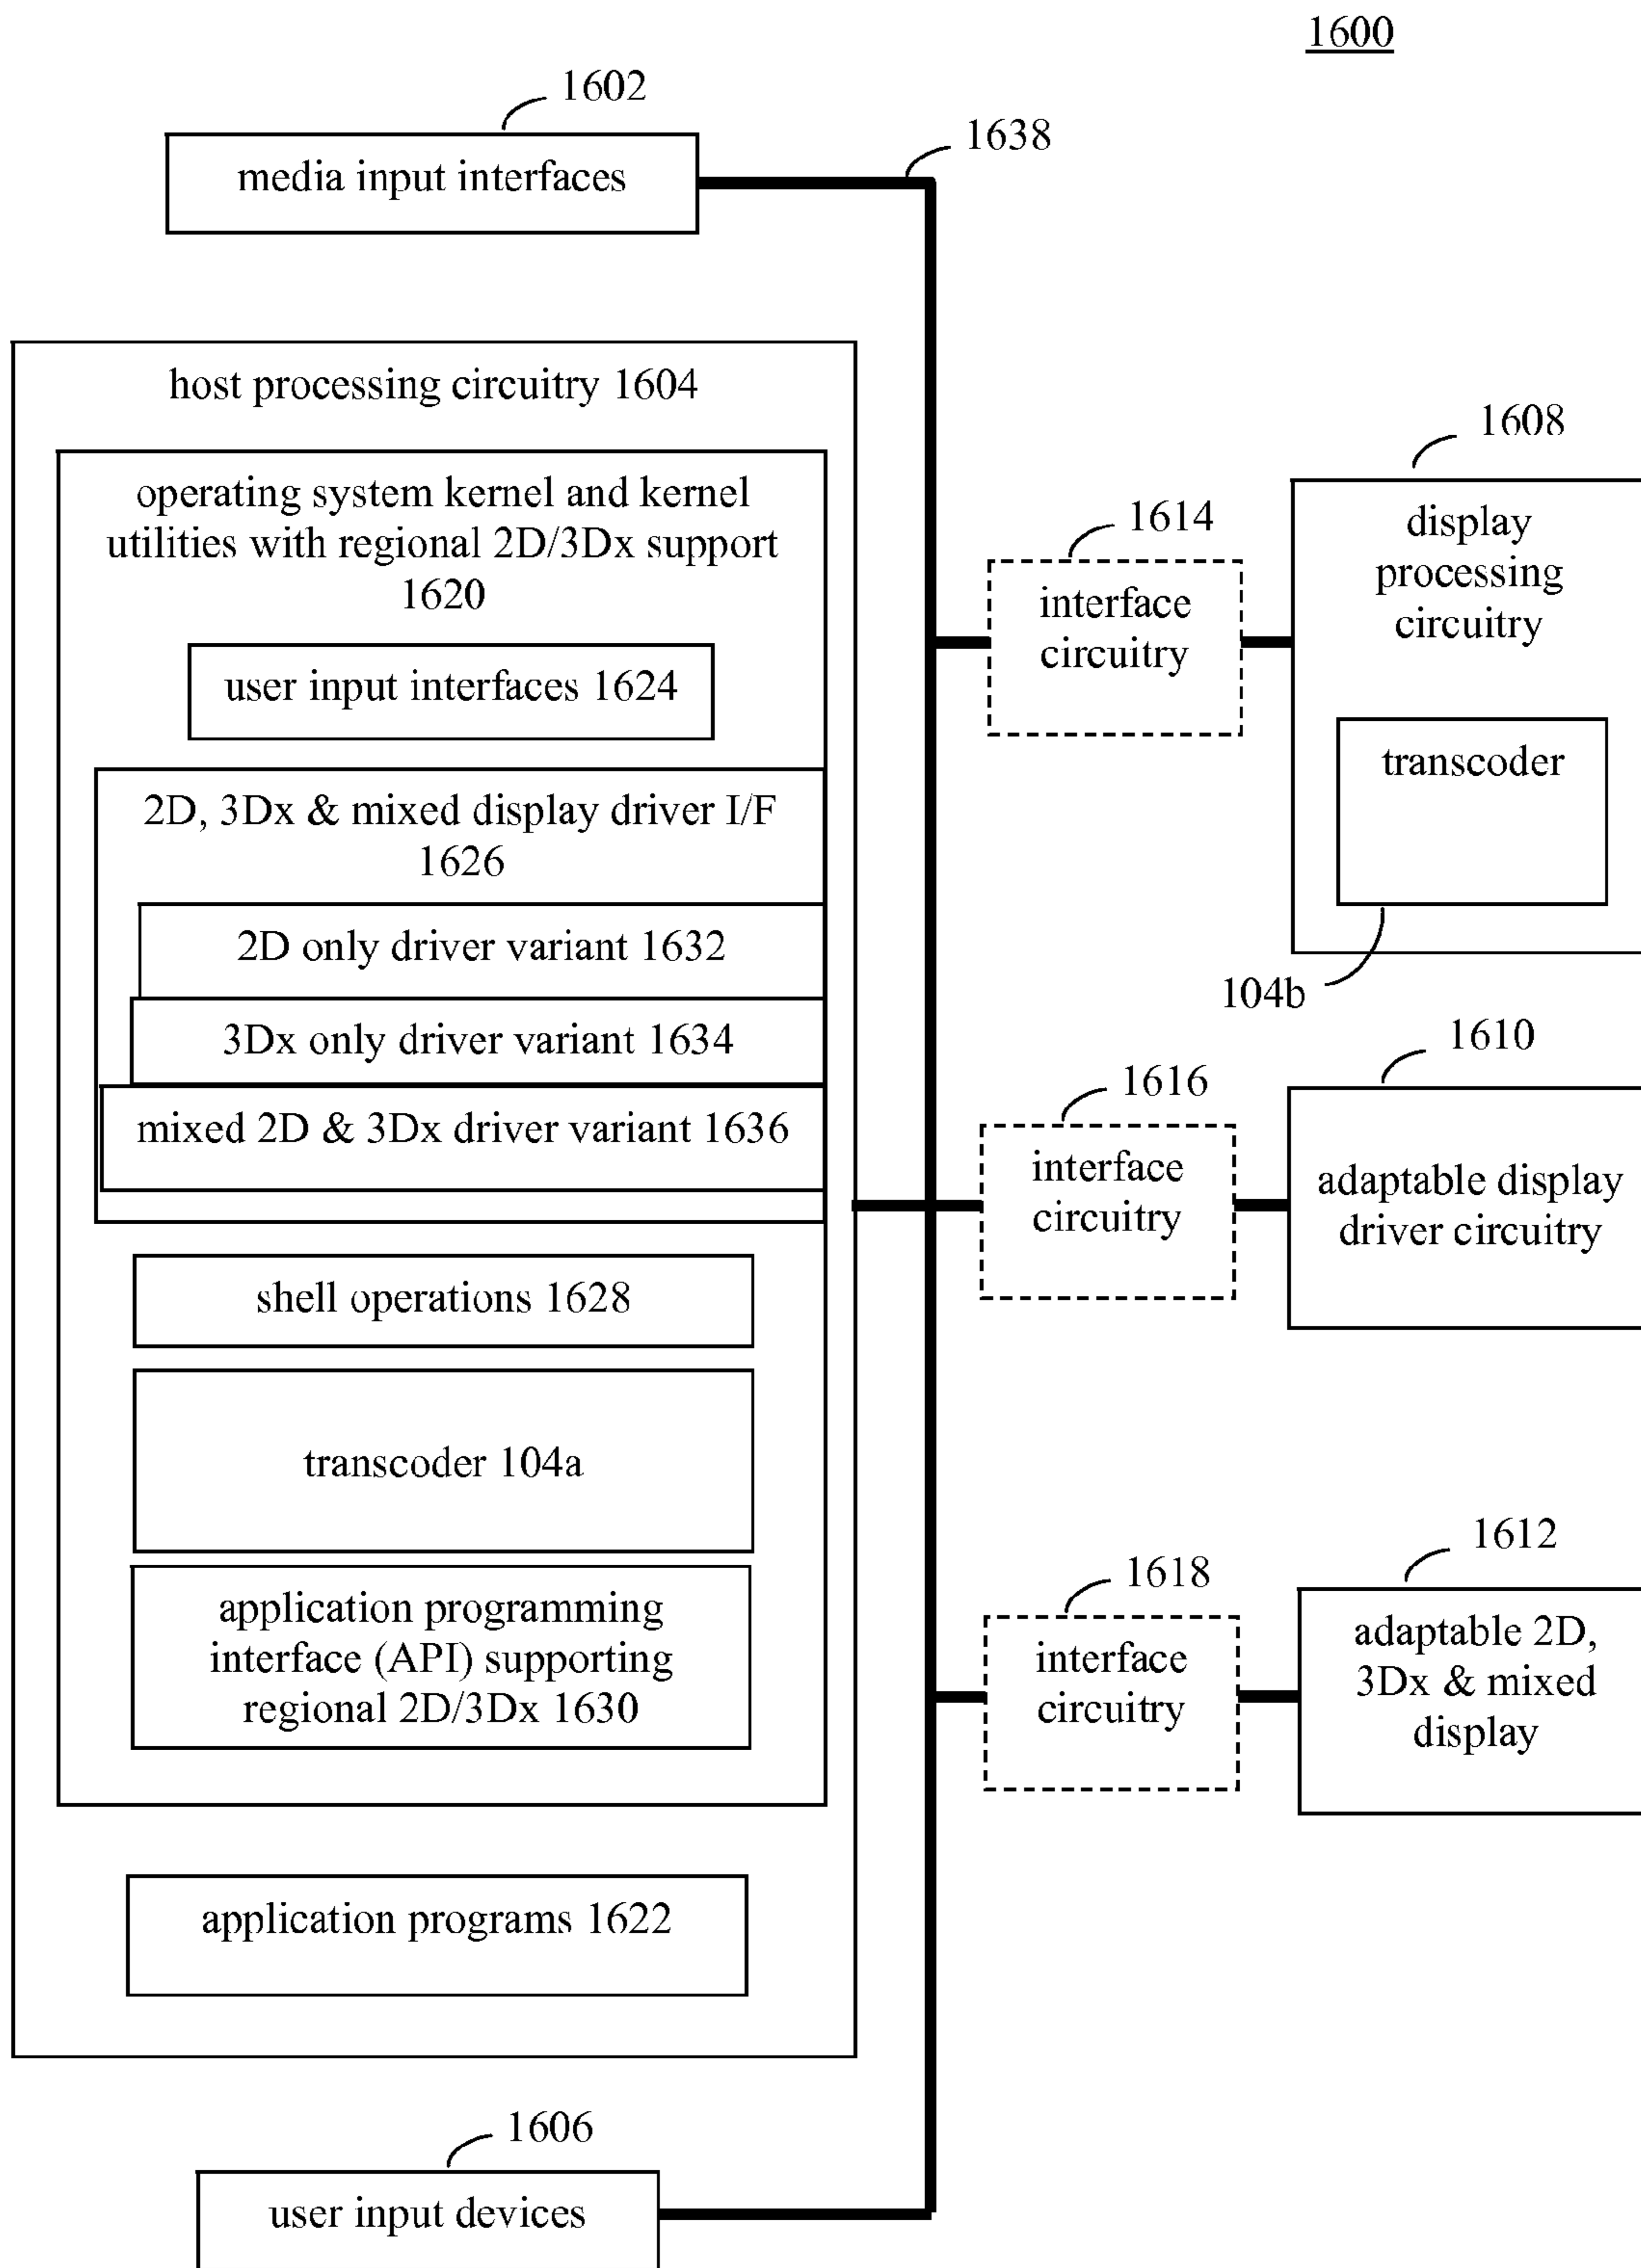 1600
1602
media input interfaces
1638
host processing circuitry 1604
operating system kernel and kernel
utilities with regional 2D/3Dx support
1620
user input interfaces 1624
2D, 3Dx & mixed display driver I/F
1626
2D only driver variant 1632
3Dx only driver variant 1634
mixed 2D & 3Dx driver variant 1636
shell operations 1628
transcoder 104a
application programming
interface (API) supporting
regional 2D/3Dx 1630
application programs 1622
1606
user input devices
1614
interface
circuitry
1608
display
processing
circuitry
transcoder
104b
1616
interface
circuitry
1610
adaptable display
driver circuitry
1618
interface
circuitry
1612
adaptable 2D,
3Dx & mixed
display